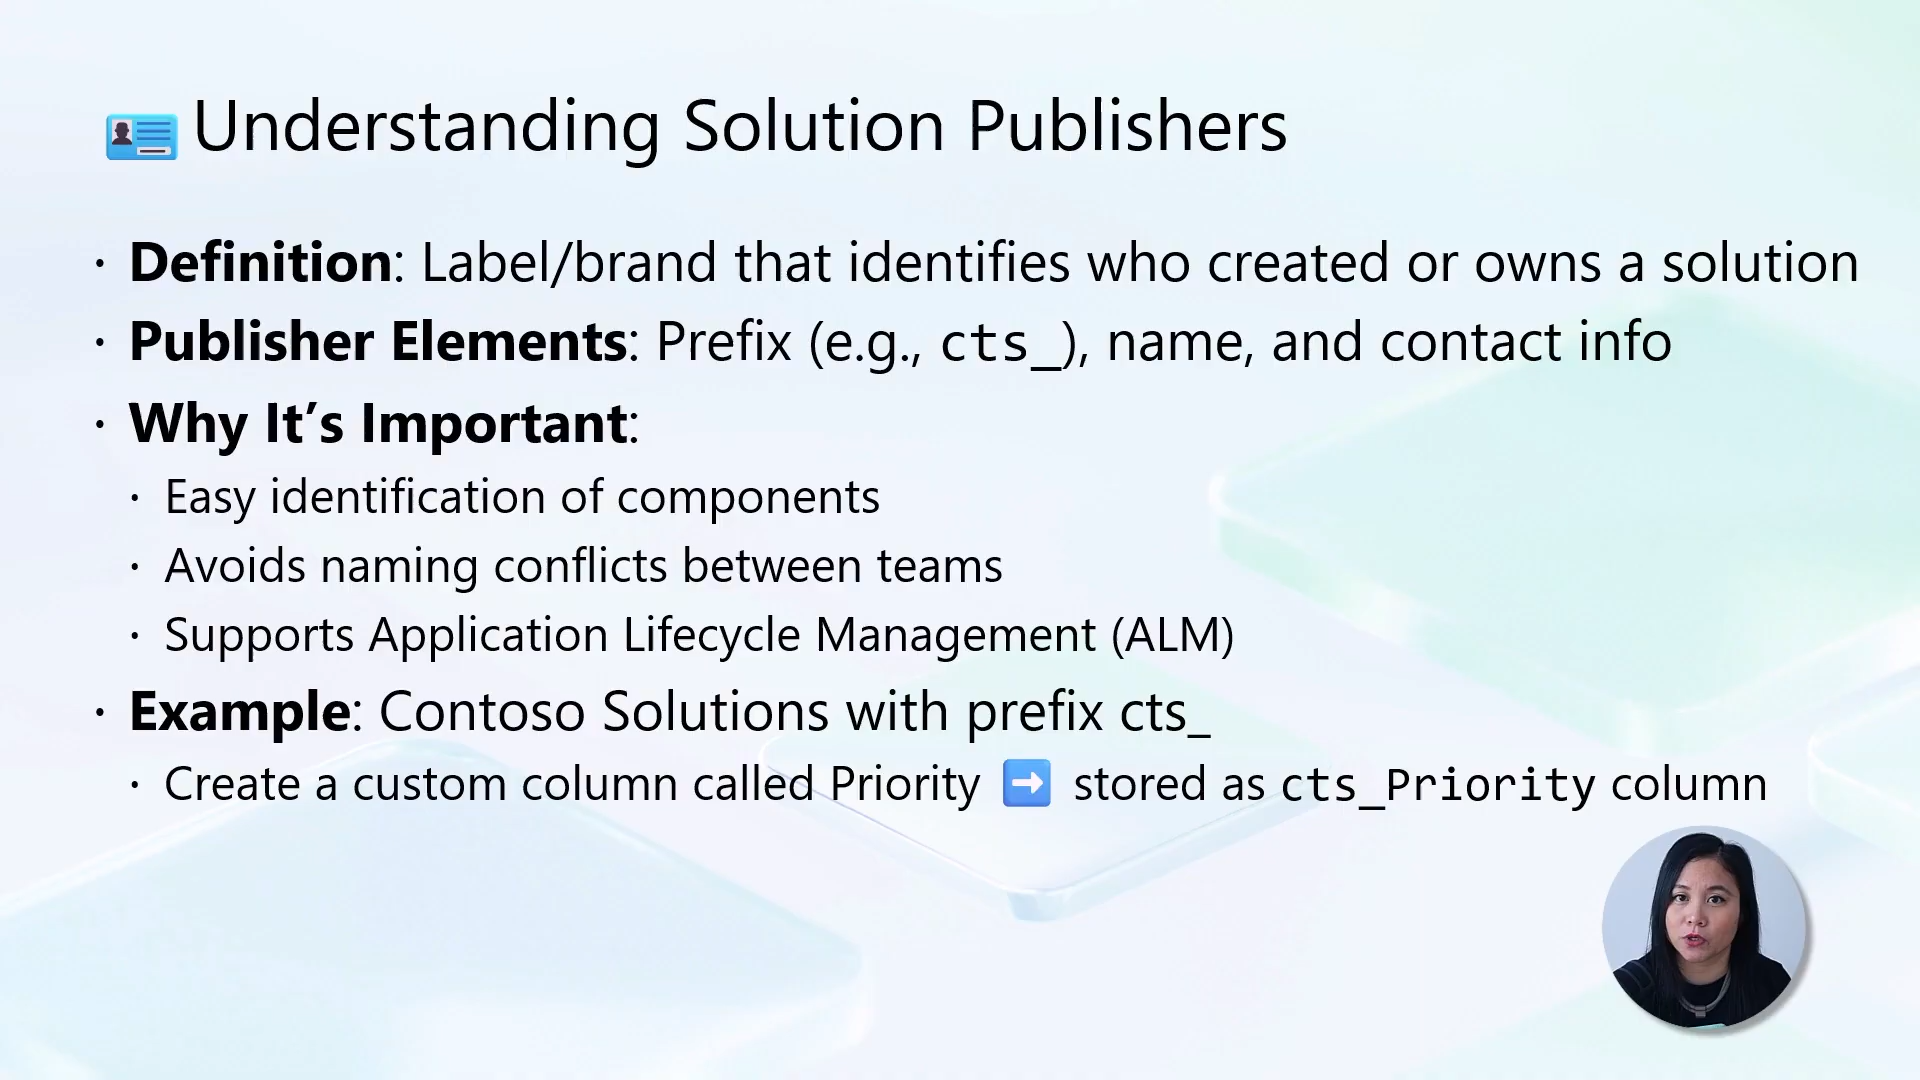 Understanding Solution Publishers
· Definition: Label/brand that identifies who created or owns a solution
· Publisher Elements: Prefix (e.g., cts_), name, and contact info
· Why It’s Important:
· Easy identification of components
· Avoids naming conflicts between teams
· Supports Application Lifecycle Management (ALM)
· Example: Contoso Solutions with prefix cts_
· Create a custom column called Priority ➡ stored as cts_Priority column